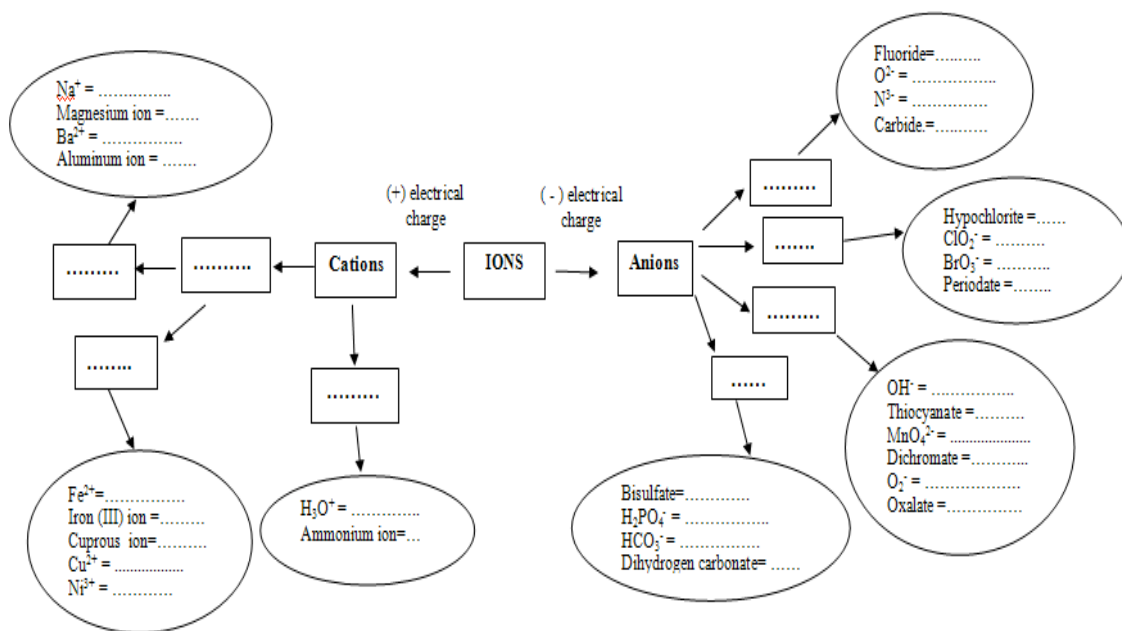 Na⁺ = ……………
Magnesium ion =…….
Ba²⁺ = …………….
Aluminum ion = …….
Fluoride=……….
O²⁻ = ……………….
N³⁻ = ……………
Carbide.=………..
………
(+) electrical
charge
( - ) electrical
charge
Hypochlorite =……
ClO₂⁻ = ……….
BrO₃⁻ = ………...
Periodate =……..
…….
………
……….
Cations
IONS
Anions
………
……..
………
……
OH⁻ = ……………..
Thiocyanate =……….
MnO₄²⁻ = ......................
Dichromate =………...
O₂⁻ = ………………
Oxalate =……………
Fe²⁺=…………….
Iron (III) ion =………
Cuprous ion=……….
Cu²⁺ = ...................
Ni³⁺ = ………….
H₃O⁺ = …………..
Ammonium ion=…
Bisulfate=………….
H₂PO₄⁻ = ……………..
HCO₃⁻ = ……………
Dihydrogen carbonate= ……